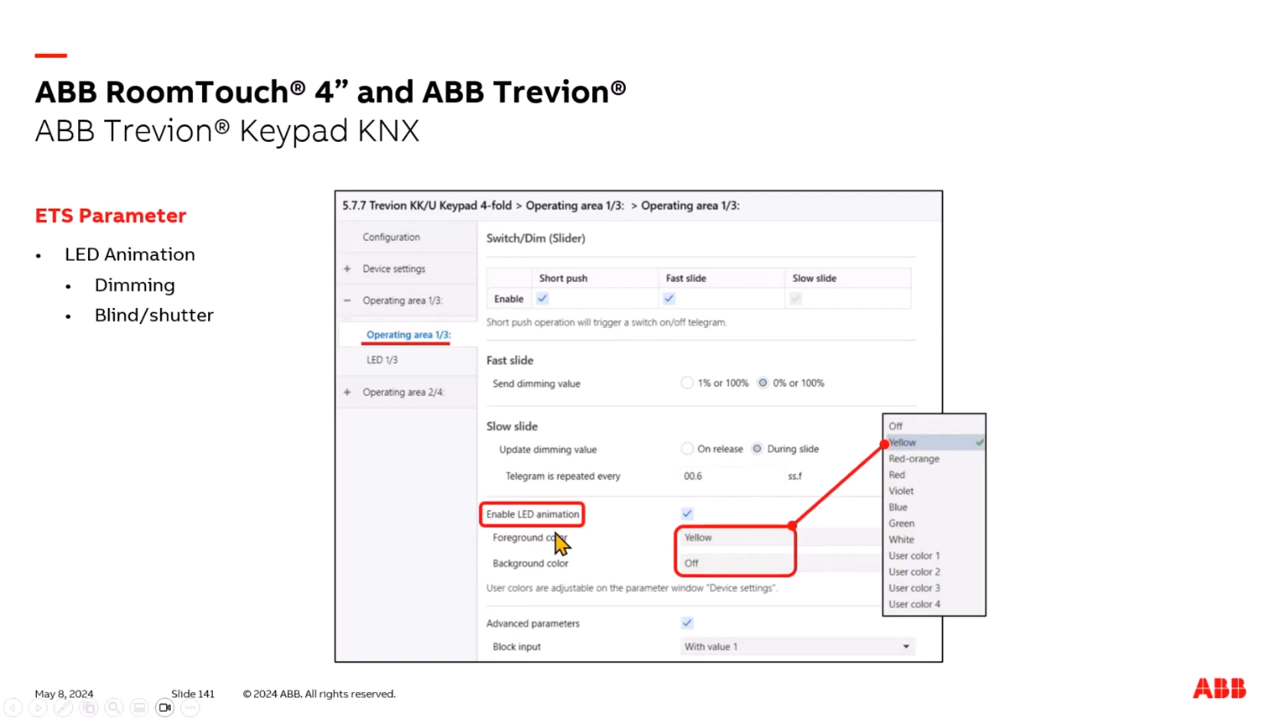 ABB RoomTouch® 4” and ABB Trevion®
ABB Trevion® Keypad KNX
ETS Parameter
• LED Animation
• Dimming
• Blind/shutter
5.7.7 Trevion KK/U Keypad 4-fold > Operating area 1/3: > Operating area 1/3:
Configuration
+ Device settings
− Operating area 1/3:
Operating area 1/3:
LED 1/3
+ Operating area 2/4:
Switch/Dim (Slider)
Short push Fast slide Slow slide
Enable
Short push operation will trigger a switch on/off telegram.
Fast slide
Send dimming value 1% or 100% 0% or 100%
Slow slide
Update dimming value On release During slide
Telegram is repeated every 00.6 ss.f
Enable LED animation
Foreground color Yellow
Background color Off
User colors are adjustable on the parameter window "Device settings".
Advanced parameters
Block input With value 1
Off
Yellow
Red-orange
Red
Violet
Blue
Green
White
User color 1
User color 2
User color 3
User color 4
May 8, 2024 Slide 141 © 2024 ABB. All rights reserved.
ABB